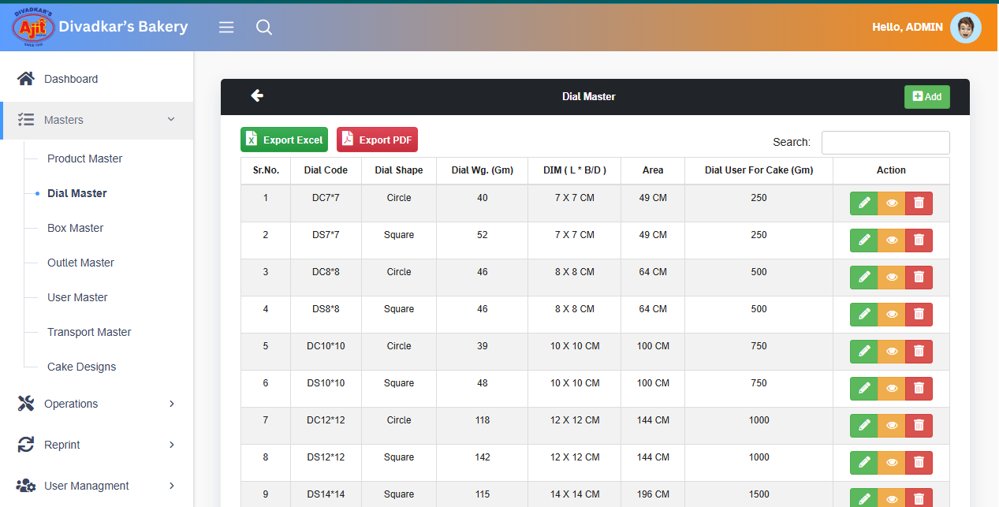 DIVADKAR'S
Ajit
SINCE 1939
Divadkar's Bakery
Hello, ADMIN
Dashboard
Masters
Product Master
Dial Master
Box Master
Outlet Master
User Master
Transport Master
Cake Designs
Operations
Reprint
User Managment
Dial Master
Add
Export Excel
Export PDF
Search:
Sr.No. Dial Code Dial Shape Dial Wg. (Gm) DIM ( L * B/D ) Area Dial User For Cake (Gm) Action
1 DC7*7 Circle 40 7 X 7 CM 49 CM 250
2 DS7*7 Square 52 7 X 7 CM 49 CM 250
3 DC8*8 Circle 46 8 X 8 CM 64 CM 500
4 DS8*8 Square 46 8 X 8 CM 64 CM 500
5 DC10*10 Circle 39 10 X 10 CM 100 CM 750
6 DS10*10 Square 48 10 X 10 CM 100 CM 750
7 DC12*12 Circle 118 12 X 12 CM 144 CM 1000
8 DS12*12 Square 142 12 X 12 CM 144 CM 1000
9 DS14*14 Square 115 14 X 14 CM 196 CM 1500